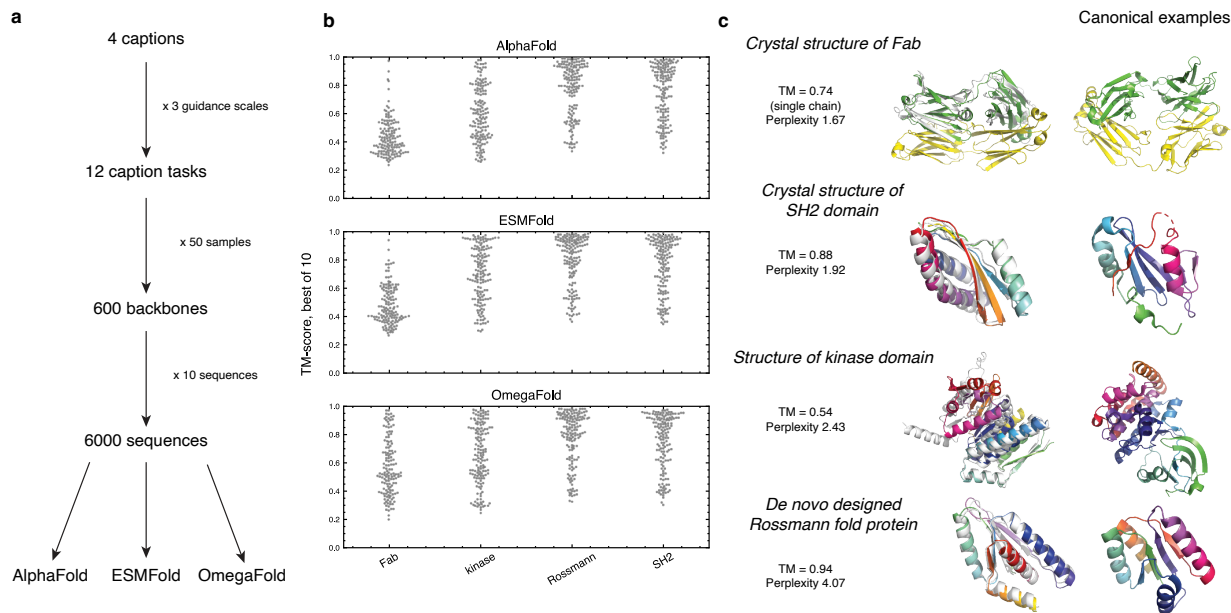 a
4 captions
x 3 guidance scales
12 caption tasks
x 50 samples
600 backbones
x 10 sequences
6000 sequences
AlphaFold ESMFold OmegaFold
b
TM-score, best of 10
AlphaFold
1.0
0.8
0.6
0.4
0.2
0.0
ESMFold
1.0
0.8
0.6
0.4
0.2
0.0
OmegaFold
1.0
0.8
0.6
0.4
0.2
0.0
Fab kinase Rossmann SH2
c
Canonical examples
Crystal structure of Fab
TM = 0.74
(single chain)
Perplexity 1.67
Crystal structure of
SH2 domain
TM = 0.88
Perplexity 1.92
Structure of kinase domain
TM = 0.54
Perplexity 2.43
De novo designed
Rossmann fold protein
TM = 0.94
Perplexity 4.07